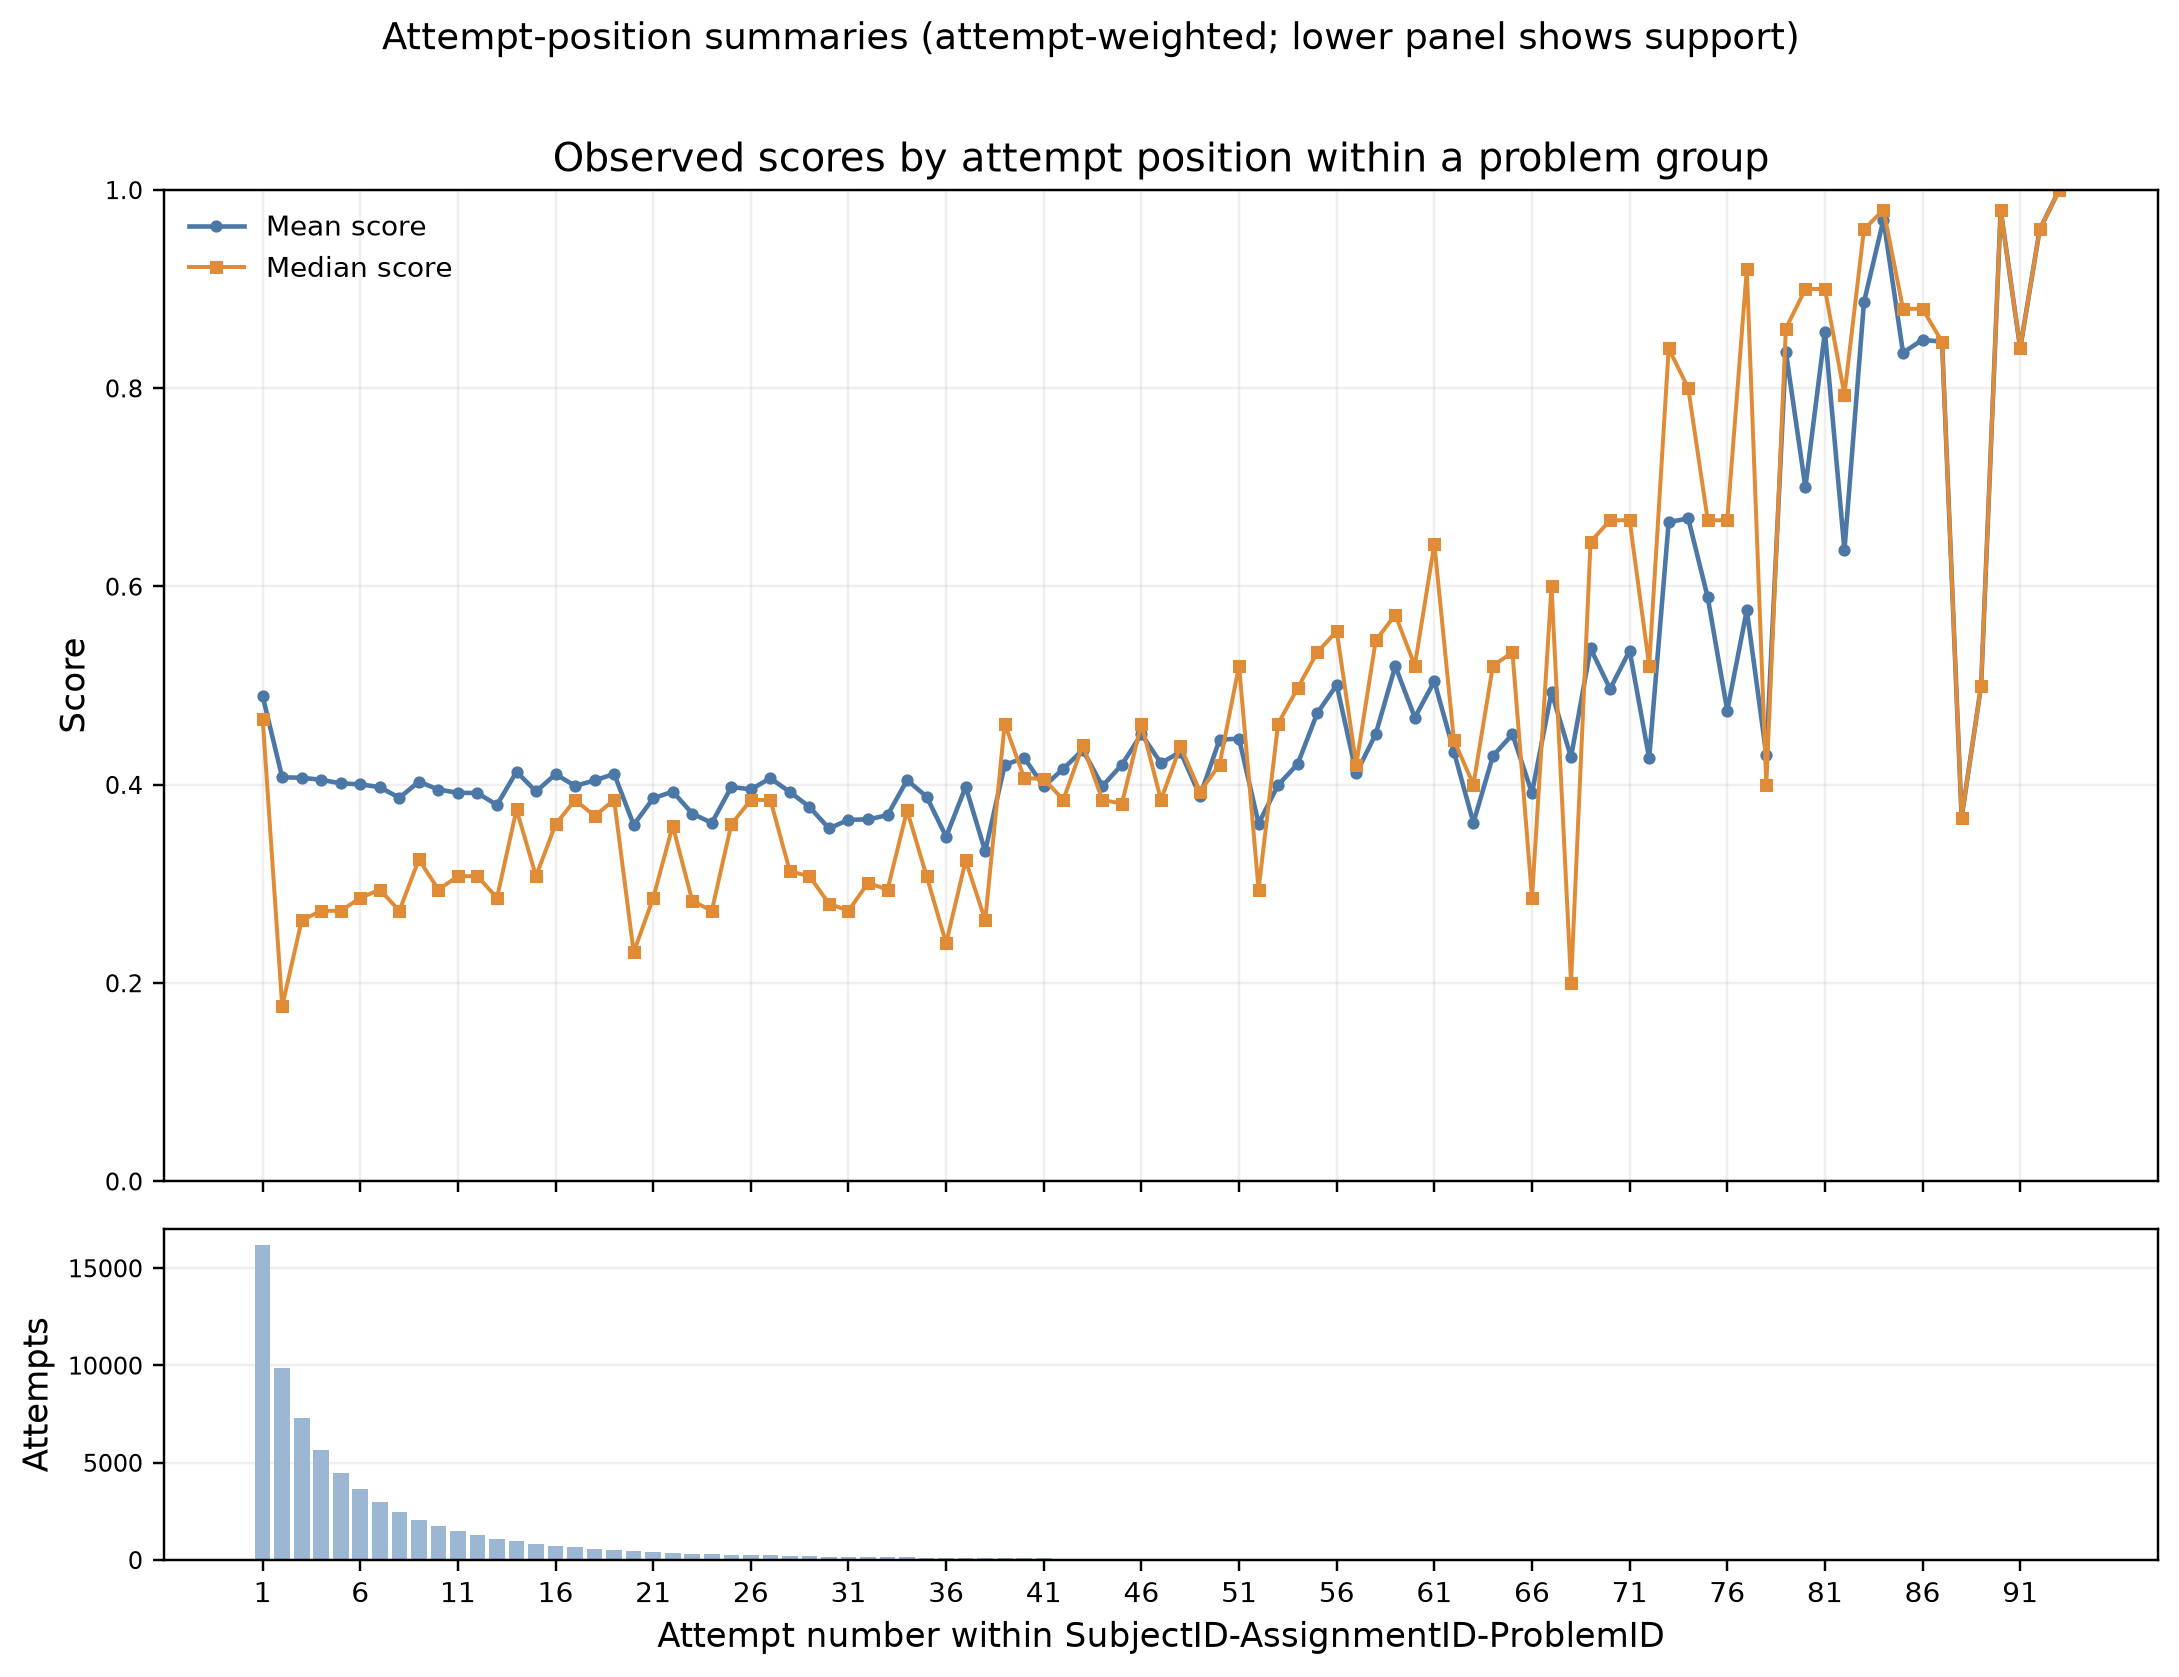 Attempt-position summaries (attempt-weighted; lower panel shows support)
Observed scores by attempt position within a problem group
Mean score
Median score
Score
1.0
0.8
0.6
0.4
0.2
0.0
Attempts
15000
10000
5000
0
1 6 11 16 21 26 31 36 41 46 51 56 61 66 71 76 81 86 91
Attempt number within SubjectID-AssignmentID-ProblemID